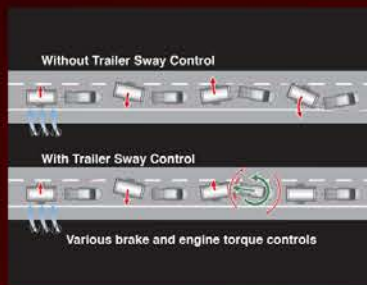 Without Trailer Sway Control
With Trailer Sway Control
Various brake and engine torque controls